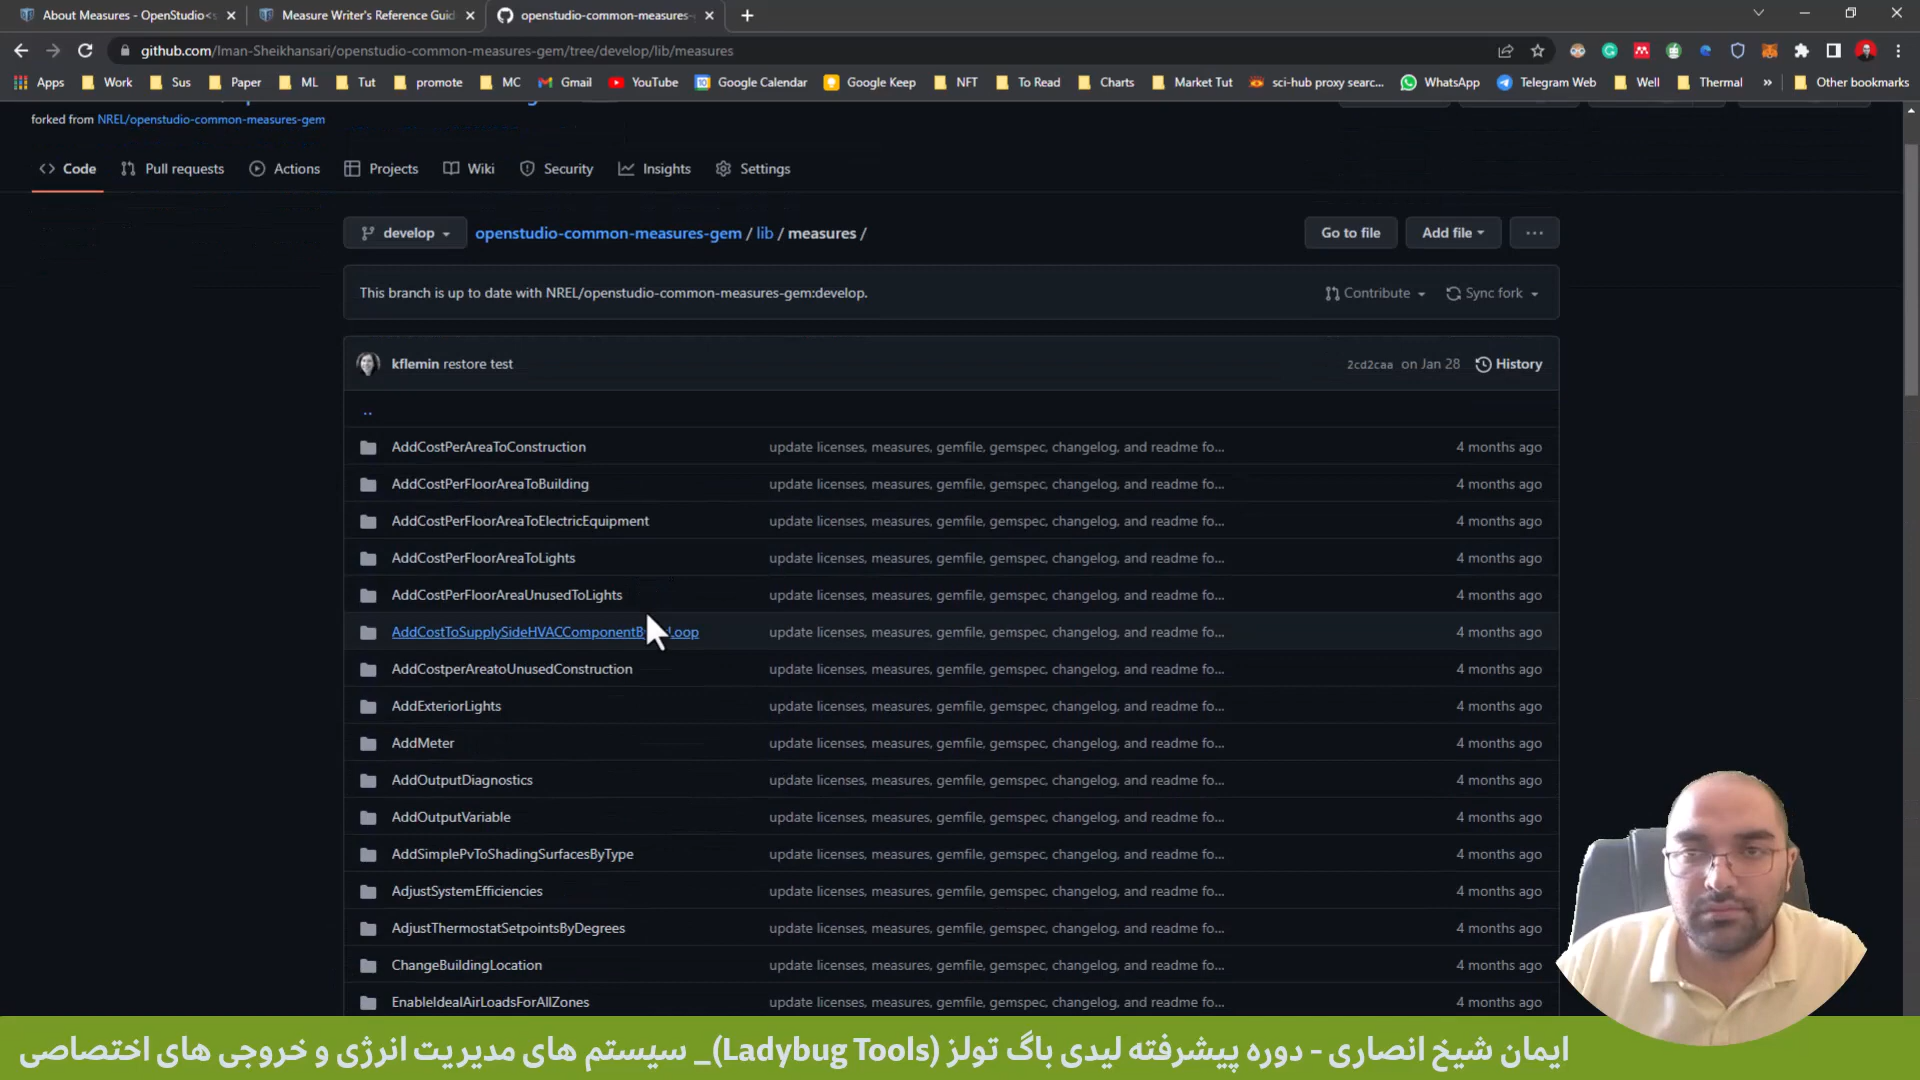 About Measures - OpenStudio<s
Measure Writer's Reference Guid
openstudio-common-measures-
github.com/Iman-Sheikhansari/openstudio-common-measures-gem/tree/develop/lib/measures
Apps Work Sus Paper ML Tut promote MC Gmail YouTube Google Calendar Google Keep NFT To Read Charts Market Tut sci-hub proxy searc... WhatsApp Telegram Web Well Thermal » Other bookmarks
forked from NREL/openstudio-common-measures-gem
Code Pull requests Actions Projects Wiki Security Insights Settings
develop openstudio-common-measures-gem / lib / measures / Go to file Add file ...
This branch is up to date with NREL/openstudio-common-measures-gem:develop. Contribute Sync fork
kflemin restore test 2cd2caa on Jan 28 History
..
AddCostPerAreaToConstruction update licenses, measures, gemfile, gemspec, changelog, and readme fo... 4 months ago
AddCostPerFloorAreaToBuilding update licenses, measures, gemfile, gemspec, changelog, and readme fo... 4 months ago
AddCostPerFloorAreaToElectricEquipment update licenses, measures, gemfile, gemspec, changelog, and readme fo... 4 months ago
AddCostPerFloorAreaToLights update licenses, measures, gemfile, gemspec, changelog, and readme fo... 4 months ago
AddCostPerFloorAreaUnusedToLights update licenses, measures, gemfile, gemspec, changelog, and readme fo... 4 months ago
AddCostToSupplySideHVACComponentB Loop update licenses, measures, gemfile, gemspec, changelog, and readme fo... 4 months ago
AddCostperAreatoUnusedConstruction update licenses, measures, gemfile, gemspec, changelog, and readme fo... 4 months ago
AddExteriorLights update licenses, measures, gemfile, gemspec, changelog, and readme fo... 4 months ago
AddMeter update licenses, measures, gemfile, gemspec, changelog, and readme fo... 4 months ago
AddOutputDiagnostics update licenses, measures, gemfile, gemspec, changelog, and readme fo... 4 months ago
AddOutputVariable update licenses, measures, gemfile, gemspec, changelog, and readme fo... 4 months ago
AddSimplePvToShadingSurfacesByType update licenses, measures, gemfile, gemspec, changelog, and readme fo... 4 months ago
AdjustSystemEfficiencies update licenses, measures, gemfile, gemspec, changelog, and readme fo... 4 months ago
AdjustThermostatSetpointsByDegrees update licenses, measures, gemfile, gemspec, changelog, and readme fo... 4 months ago
ChangeBuildingLocation update licenses, measures, gemfile, gemspec, changelog, and readme fo... 4 months ago
EnableIdealAirLoadsForAllZones update licenses, measures, gemfile, gemspec, changelog, and readme fo... 4 months ago
ایمان شیخ انصاری - دوره پیشرفته لیدی باگ تولز (Ladybug Tools)_ سیستم های مدیریت انرژی و خروجی های اختصاصی